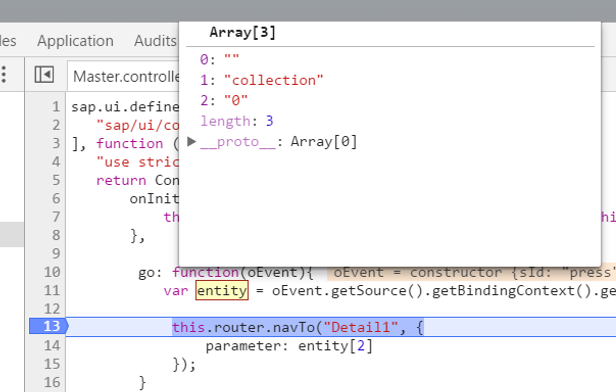 les Application Audits
Array[3]
0: ""
1: "collection"
2: "0"
length: 3
__proto__: Array[0]
Master.controlle
1 sap.ui.define
2 "sap/ui/co
3 ], function (
4 "use stric
5 return Con
6 onInit
7 th his
8 },
9
10 go: function(oEvent){ oEvent = constructor {sId: "press"
11 var entity = oEvent.getSource().getBindingContext().ge
12
13 this.router.navTo("Detail1", {
14 parameter: entity[2]
15 });
16 }